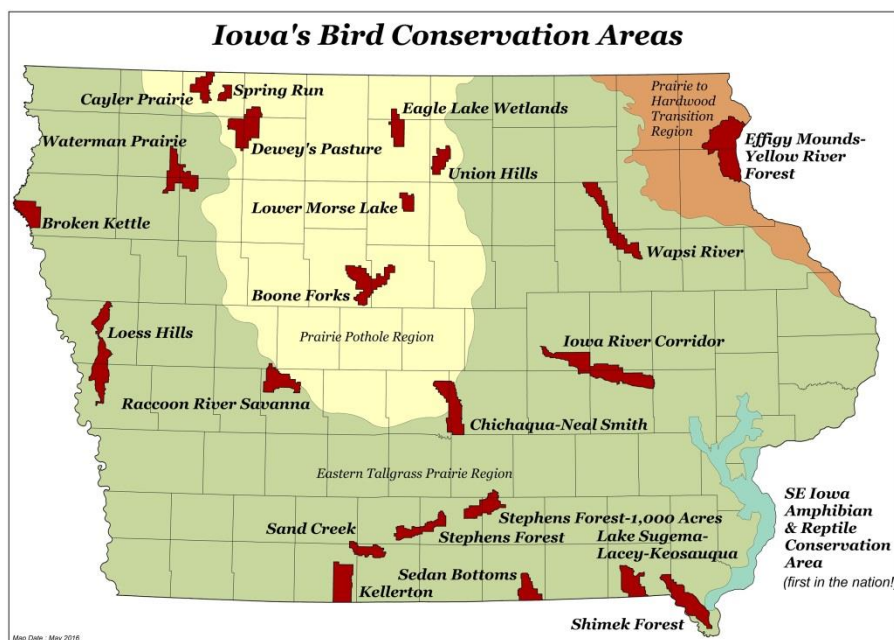 Iowa's Bird Conservation Areas
Cayler Prairie
Spring Run
Eagle Lake Wetlands
Prairie to
Hardwood
Transition
Region
Waterman Prairie
Dewey's Pasture
Effigy Mounds-
Yellow River
Forest
Union Hills
Lower Morse Lake
Broken Kettle
Wapsi River
Boone Forks
Loess Hills
Prairie Pothole Region
Iowa River Corridor
Raccoon River Savanna
Chichaqua-Neal Smith
Eastern Tallgrass Prairie Region
SE Iowa
Amphibian
& Reptile
Conservation
Area
(first in the nation!)
Stephens Forest-1,000 Acres
Sand Creek
Stephens Forest
Lake Sugema-
Lacey-Keosauqua
Sedan Bottoms
Kellerton
Shimek Forest
Map Date : May 2016